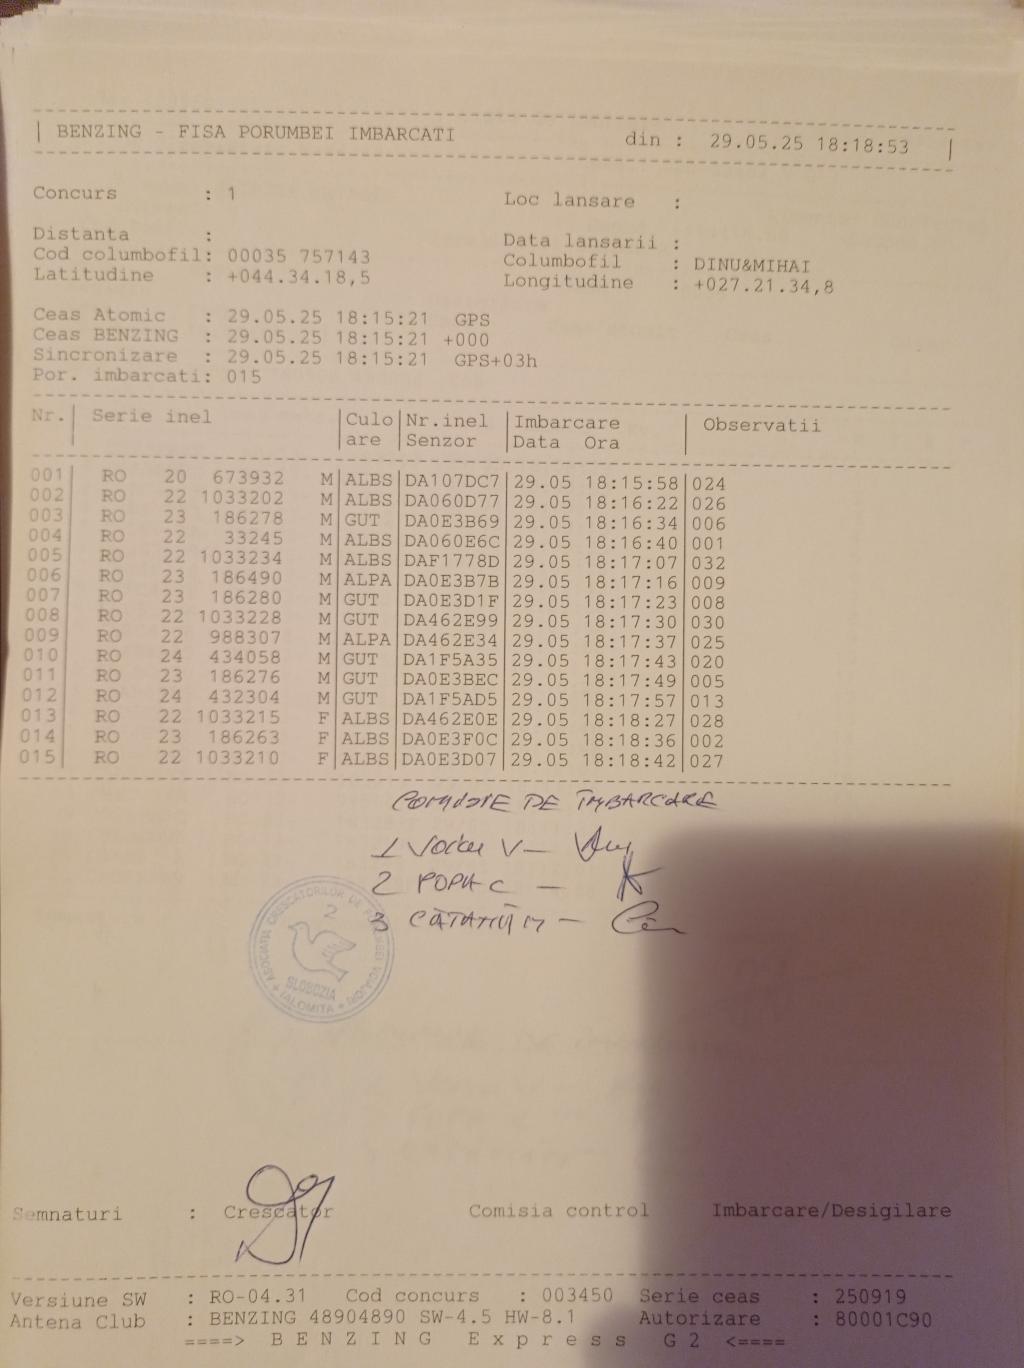 BENZING - FISA PORUMBEI IMBARCATI din : 29.05.25 18:18:53
Concurs : 1 Loc lansare :
Distanta : Data lansarii :
Cod columbofil: 00035 757143 Columbofil : DINU&MIHAI
Latitudine : +044.34.18,5 Longitudine : +027.21.34,8
Ceas Atomic : 29.05.25 18:15:21 GPS
Ceas BENZING : 29.05.25 18:15:21 +000
Sincronizare : 29.05.25 18:15:21 GPS+03h
Por. imbarcati: 015
Nr.| Serie inel |Culo|Nr.inel |Imbarcare | Observatii
|are |Senzor |Data Ora |
001| RO 20 673932 M|ALBS|DA107DC7|29.05 18:15:58|024
002| RO 22 1033202 M|ALBS|DA060D77|29.05 18:16:22|026
003| RO 23 186278 M|GUT |DA0E3B69|29.05 18:16:34|006
004| RO 22 33245 M|ALBS|DA060E6C|29.05 18:16:40|001
005| RO 22 1033234 M|ALBS|DAF1778D|29.05 18:17:07|032
006| RO 23 186490 M|ALPA|DA0E3B7B|29.05 18:17:16|009
007| RO 23 186280 M|GUT |DA0E3D1F|29.05 18:17:23|008
008| RO 22 1033228 M|GUT |DA462E99|29.05 18:17:30|030
009| RO 22 988307 M|ALPA|DA462E34|29.05 18:17:37|025
010| RO 24 434058 M|GUT |DA1F5A35|29.05 18:17:43|020
011| RO 23 186276 M|GUT |DA0E3BEC|29.05 18:17:49|005
012| RO 24 432304 M|GUT |DA1F5AD5|29.05 18:17:57|013
013| RO 22 1033215 F|ALBS|DA462E0E|29.05 18:18:27|028
014| RO 23 186263 F|ALBS|DA0E3F0C|29.05 18:18:36|002
015| RO 22 1033210 F|ALBS|DA0E3D07|29.05 18:18:42|027
DE ÎMBARCARE
1 V –
2 POPA C –
3 –
ASOCIATIA CRESCATORILOR DE PORUMBEI VOIAJORI
2
SLOBOZIA
IALOMITA
Semnaturi : Crescator Comisia control Imbarcare/Desigilare
Versiune SW : RO-04.31 Cod concurs : 003450 Serie ceas : 250919
Antena Club : BENZING 48904890 SW-4.5 HW-8.1 Autorizare : 80001C90
====> B E N Z I N G E x p r e s s G 2 <====